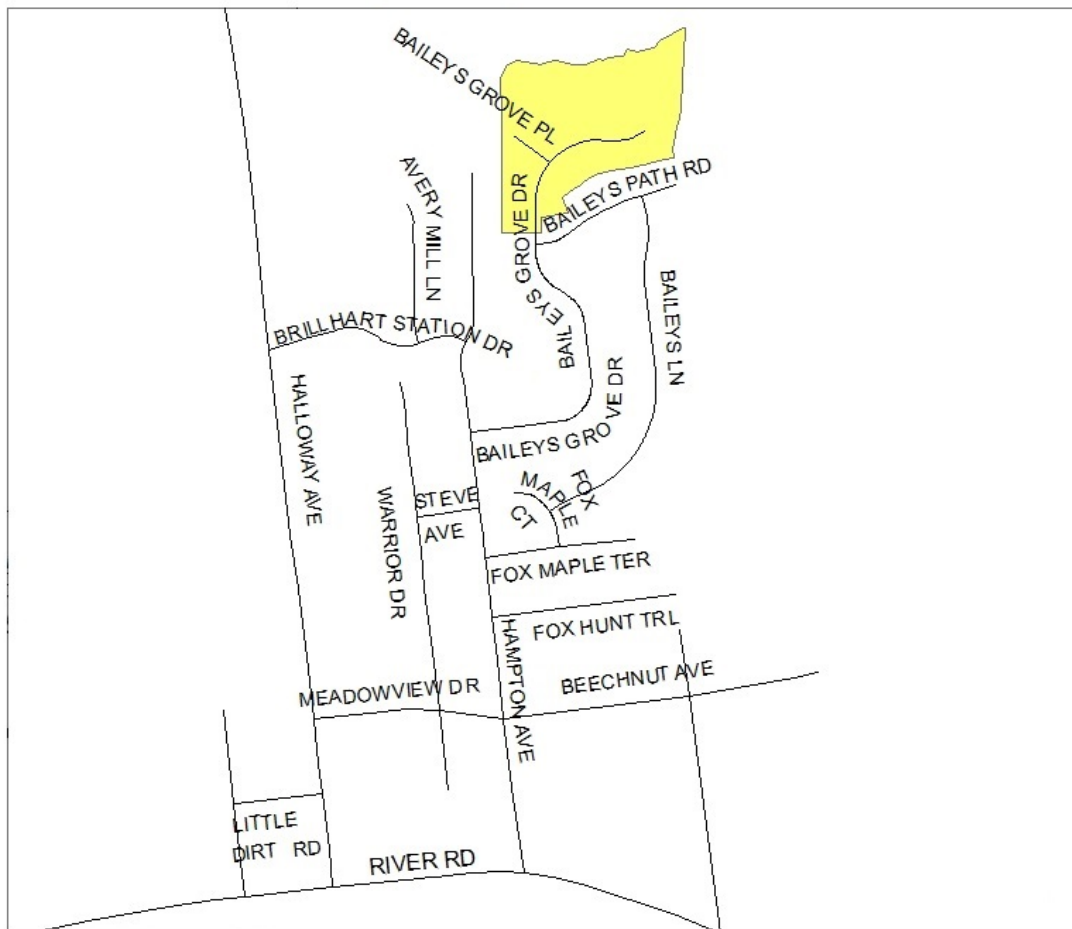 BAILEYS GROVE PL
AVERY MILL LN
BAILEYS GROVE DR
BAILEYS PATH RD
BAILEYS LN
BRILLHART STATION DR
HALLOWAY AVE
BAILEYS GROVE DR
WARRIOR DR
STEVE
AVE
FOX
MAPLE
CT
FOX MAPLE TER
FOX HUNT TRL
HAMPTON AVE
MEADOWVIEW DR
BEECHNUT AVE
LITTLE
DIRT RD
RIVER RD